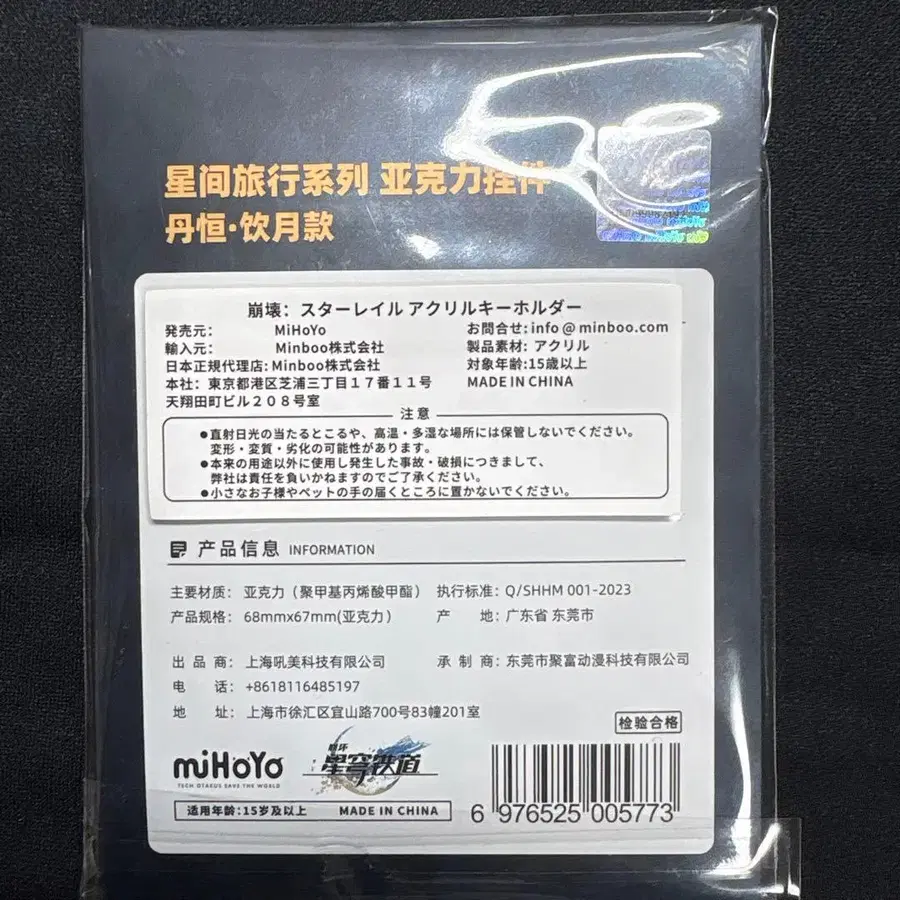 星间旅行系列 亚克力挂件
丹恒·饮月款
崩壊：スターレイル アクリルキーホルダー
発売元： MiHoYo
輸入元： Minboo株式会社
日本正規代理店：Minboo株式会社
本社：東京都港区芝浦三丁目１７番１１号
天翔田町ビル２０８号室
お問合せ：info@minboo.com
製品素材：アクリル
対象年齢:15歳以上
MADE IN CHINA
注意
●直射日光の当たるところや、高温・多湿な場所には保管しないでください。
変形・変質・劣化の可能性があります。
●本来の用途以外に使用し発生した事故・破損につきまして、
弊社は責任を負いかねますのでご了承ください。
●小さなお子様やペットの手の届くところに置かないでください。
产品信息 INFORMATION
主要材质： 亚克力（聚甲基丙烯酸甲酯） 执行标准：Q/SHHM 001-2023
产品规格： 68mmx67mm(亚克力） 产 地：广东省 东莞市
出 品 商： 上海吼美科技有限公司 承 制 商：东莞市聚富动漫科技有限公司
电 话： +8618116485197
地 址： 上海市徐汇区宜山路700号83幢201室
检验合格
miHoYo
TECH OTAKUS SAVE THE WORLD
崩坏
星穹铁道
适用年龄:15岁及以上 MADE IN CHINA
6 976525 005773